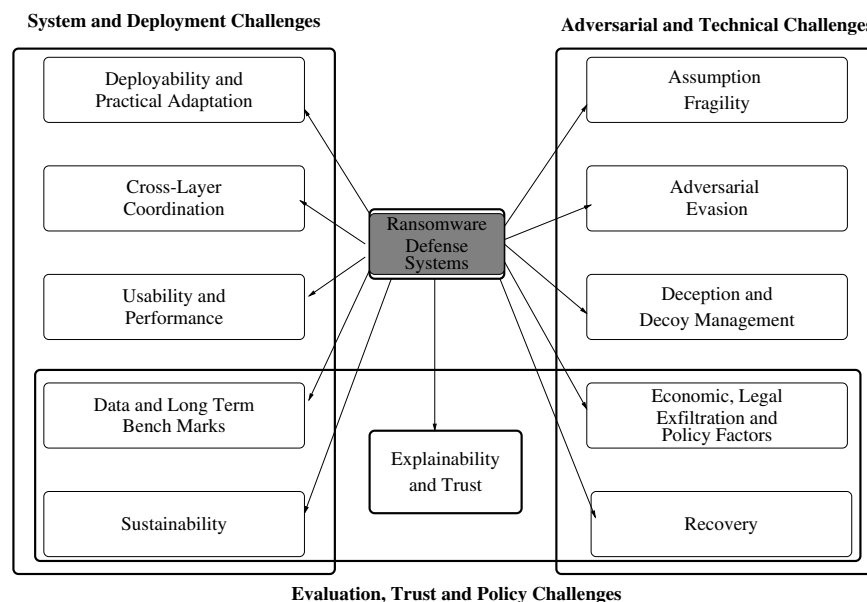 System and Deployment Challenges
Adversarial and Technical Challenges
Deployability and
Practical Adaptation
Cross-Layer
Coordination
Usability and
Performance
Data and Long Term
Bench Marks
Sustainability
Ransomware
Defense
Systems
Explainability
and Trust
Assumption
Fragility
Adversarial
Evasion
Deception and
Decoy Management
Economic, Legal
Exfiltration and
Policy Factors
Recovery
Evaluation, Trust and Policy Challenges